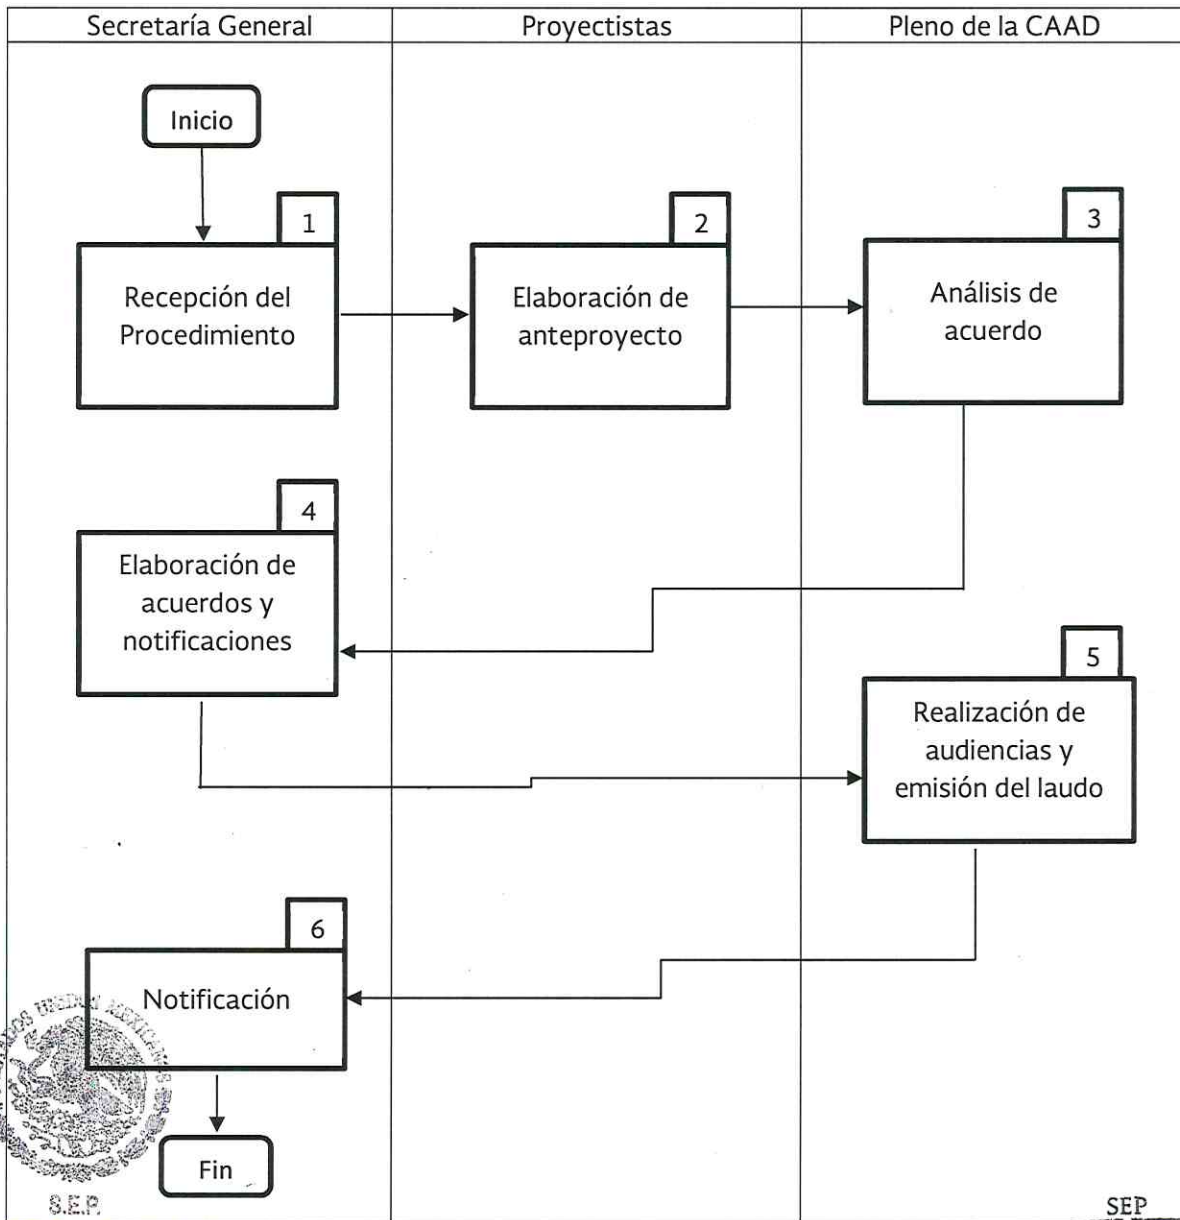 Secretaría General
Proyectistas
Pleno de la CAAD
Inicio
1
Recepción del
Procedimiento
2
Elaboración de
anteproyecto
3
Análisis de
acuerdo
4
Elaboración de
acuerdos y
notificaciones
5
Realización de
audiencias y
emisión del laudo
6
Notificación
Fin
MEXICANOS
S.E.P.
SEP